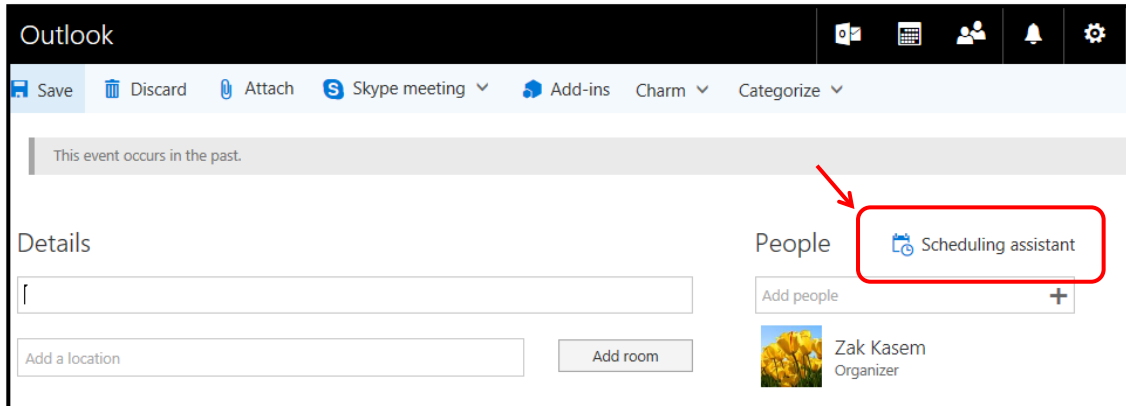 Outlook
Save Discard Attach Skype meeting Add-ins Charm Categorize
This event occurs in the past.
Details
People Scheduling assistant
Add people
Add a location
Add room
Zak Kasem
Organizer